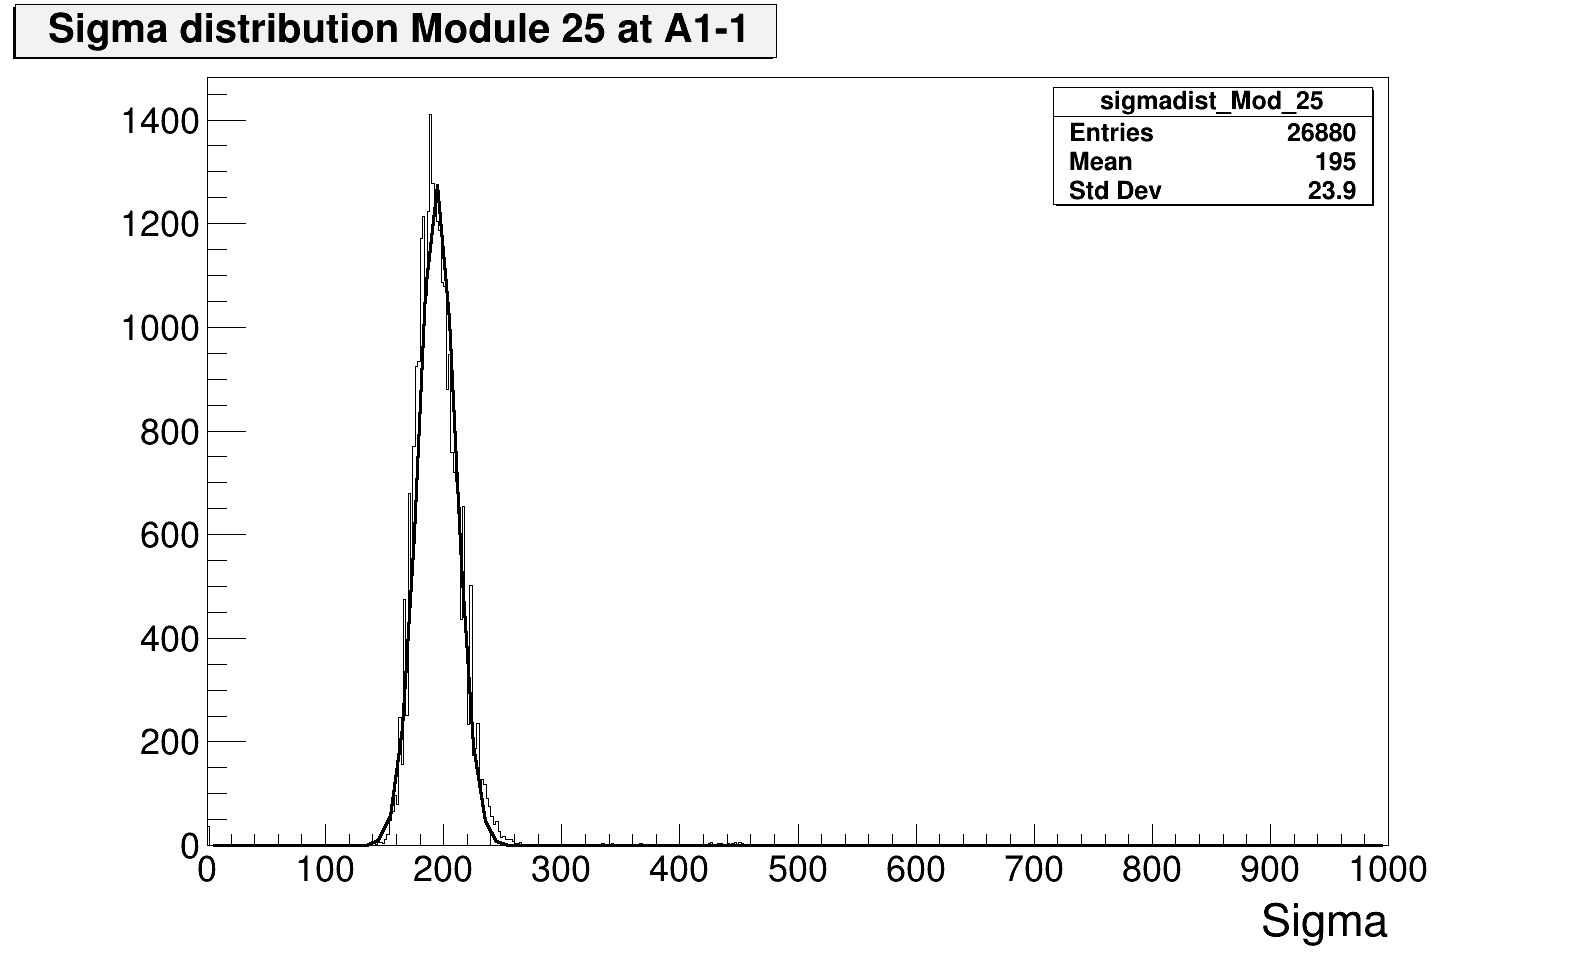 Sigma distribution Module 25 at A1-1
sigmadist_Mod_25
Entries 26880
Mean 195
Std Dev 23.9
1400
1200
1000
800
600
400
200
0
0 100 200 300 400 500 600 700 800 900 1000
Sigma